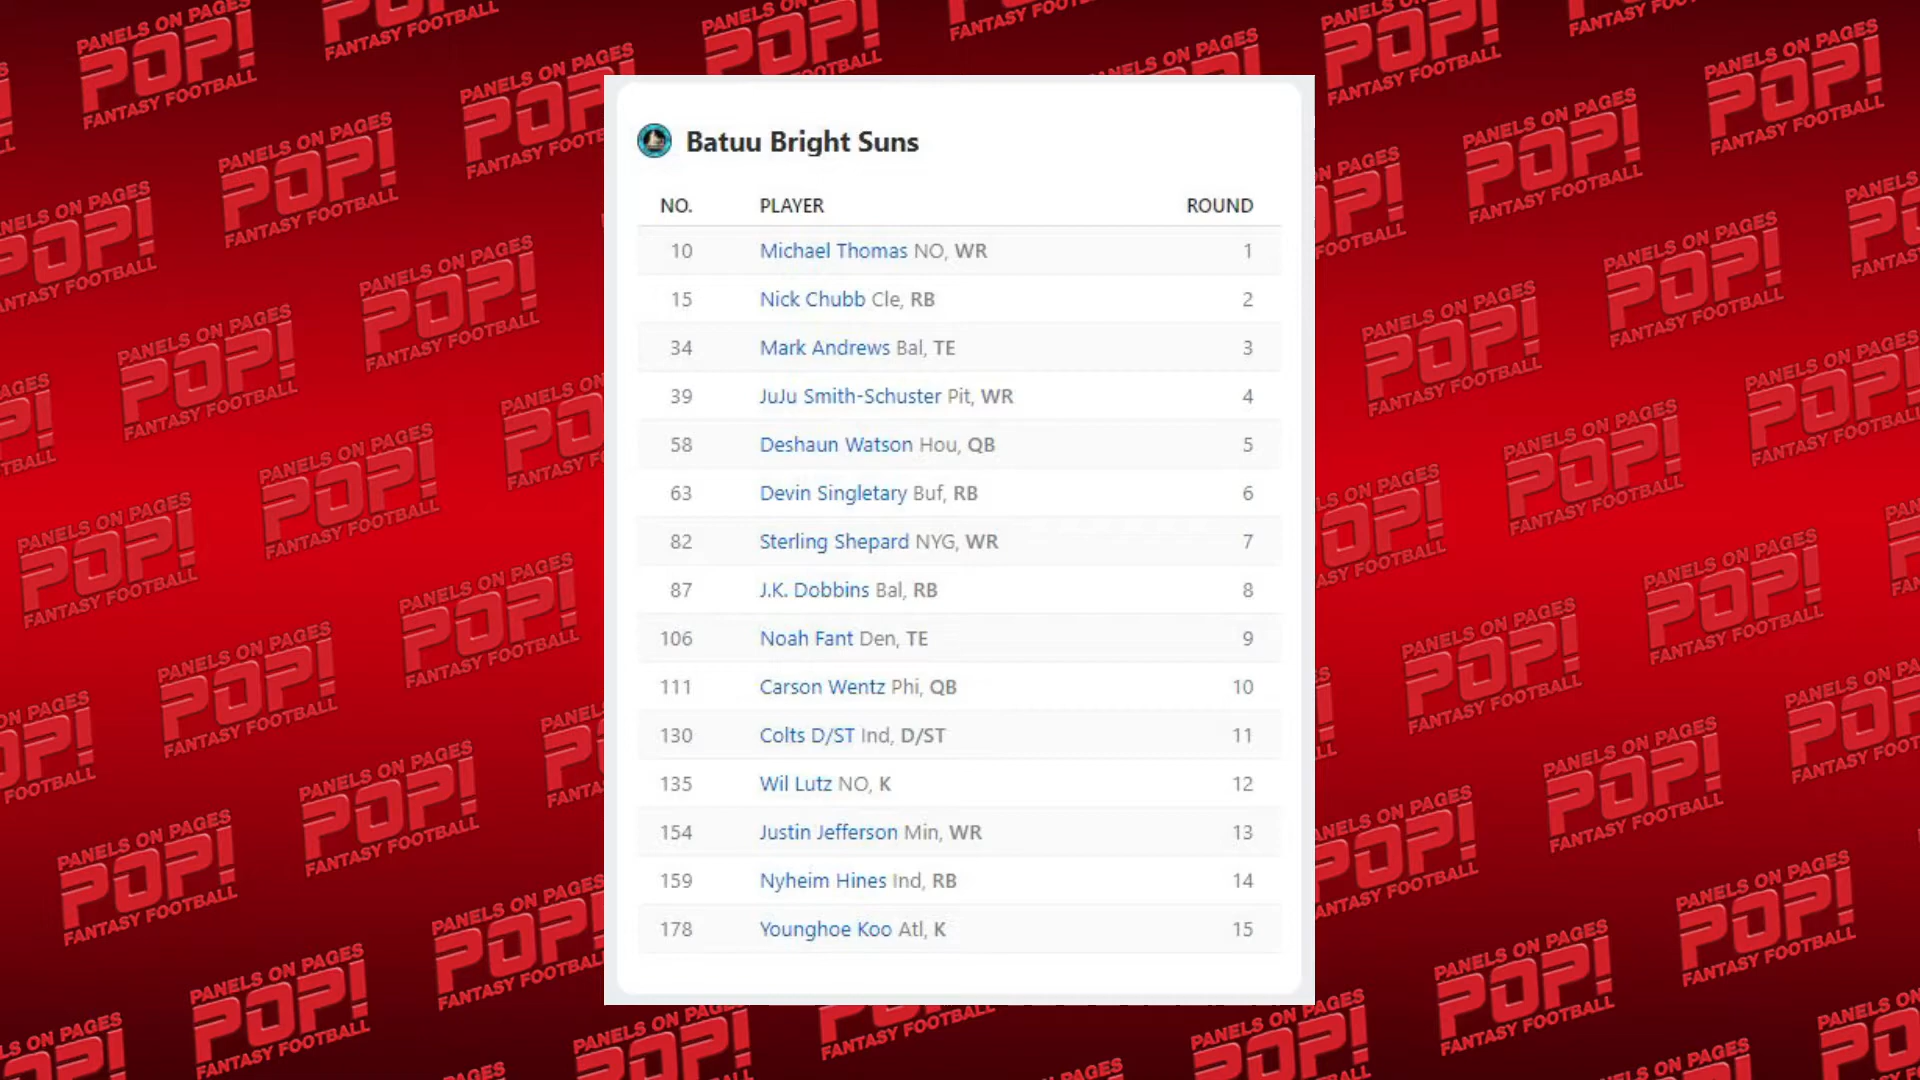 Batuu Bright Suns
NO. PLAYER ROUND
10 Michael Thomas NO, WR 1
15 Nick Chubb Cle, RB 2
34 Mark Andrews Bal, TE 3
39 JuJu Smith-Schuster Pit, WR 4
58 Deshaun Watson Hou, QB 5
63 Devin Singletary Buf, RB 6
82 Sterling Shepard NYG, WR 7
87 J.K. Dobbins Bal, RB 8
106 Noah Fant Den, TE 9
111 Carson Wentz Phi, QB 10
130 Colts D/ST Ind, D/ST 11
135 Wil Lutz NO, K 12
154 Justin Jefferson Min, WR 13
159 Nyheim Hines Ind, RB 14
178 Younghoe Koo Atl, K 15
PANELS ON PAGES
POP!
FANTASY FOOTBALL